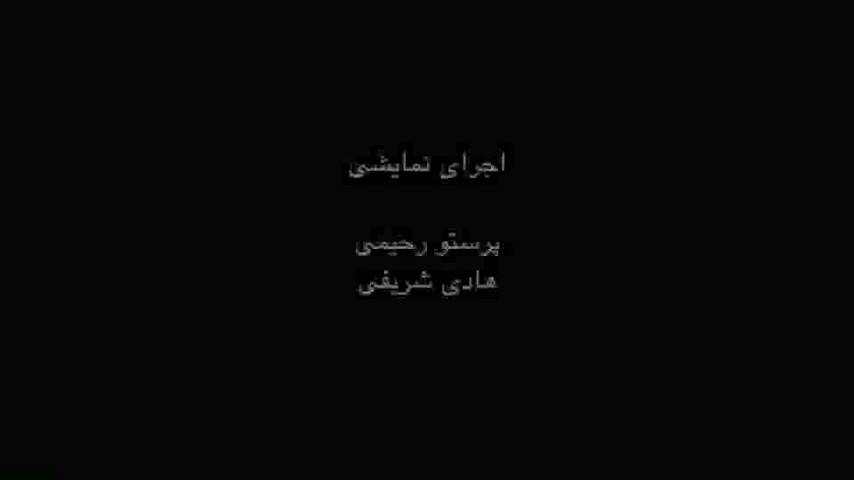 اجرای نمایشی
پرستو رحیمی
هادی شریفی